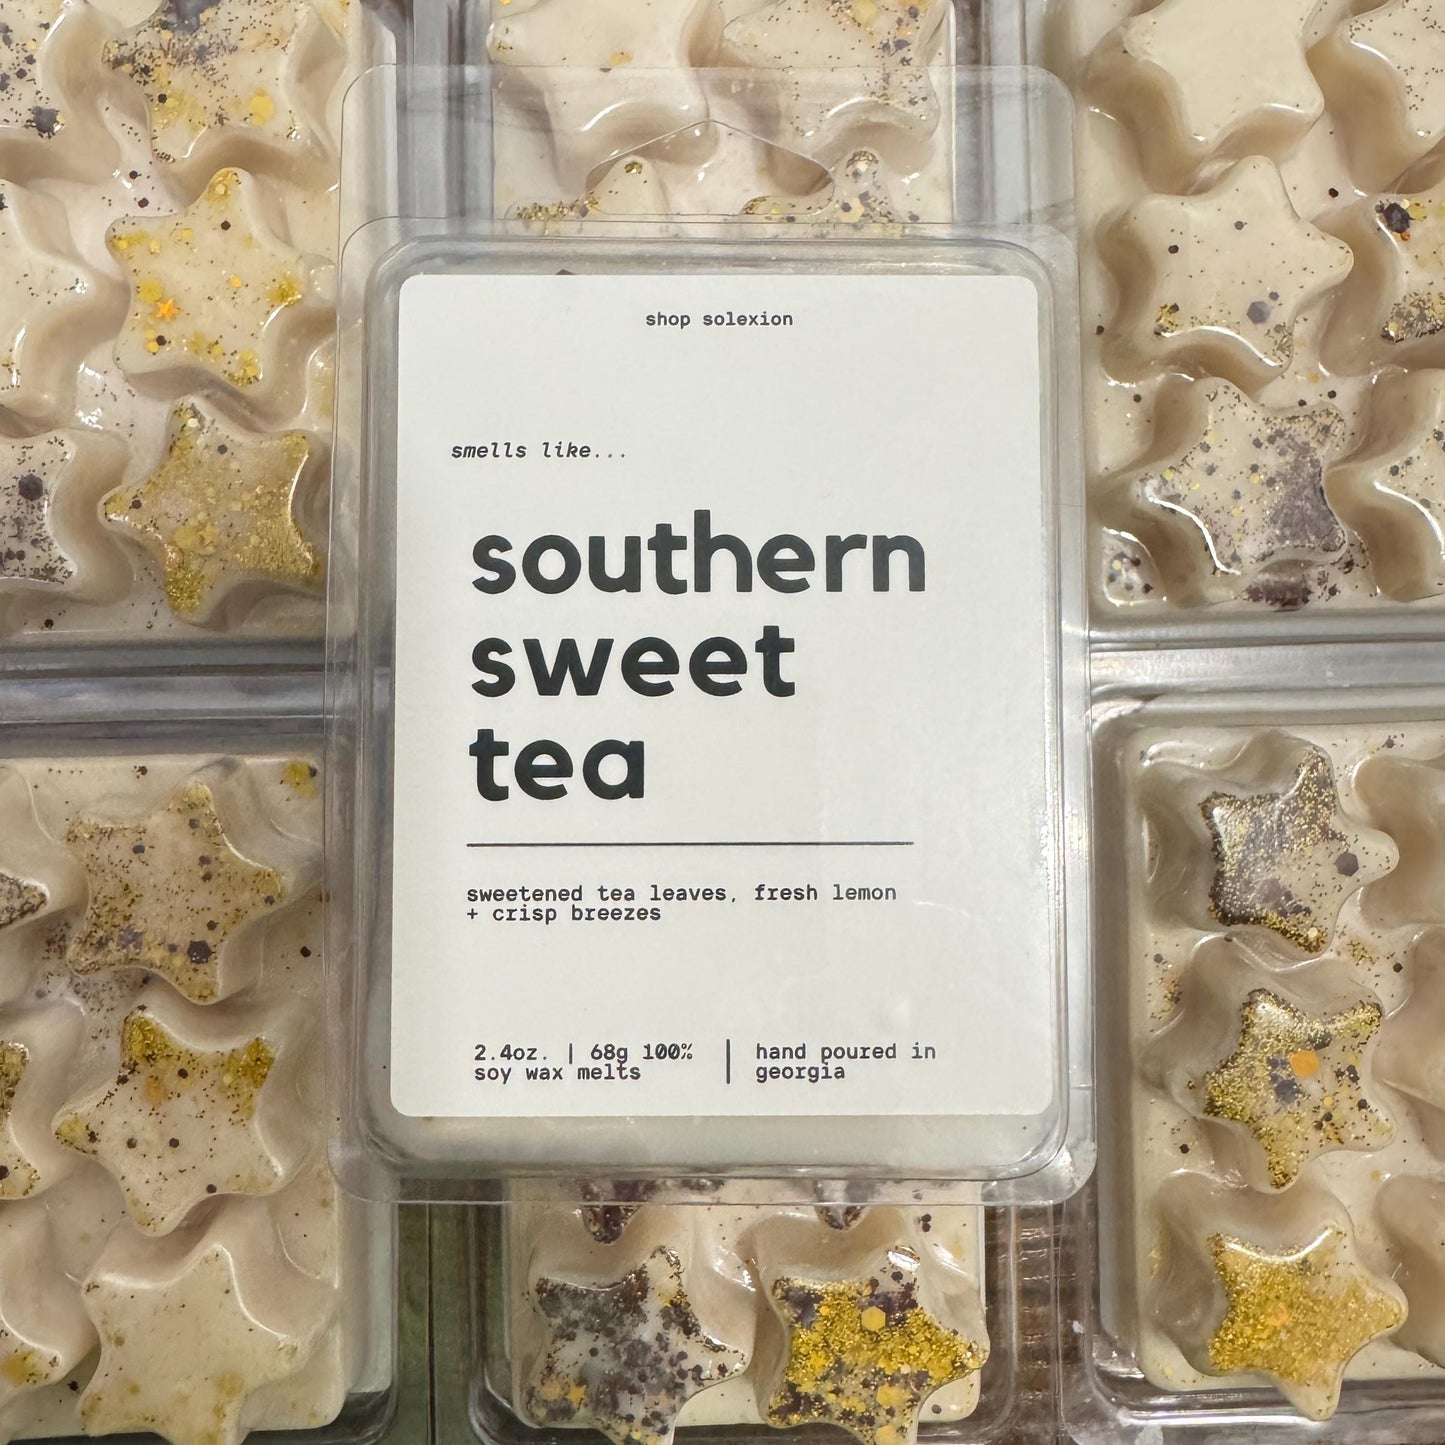 shop solexion
smells like...
southern
sweet
tea
sweetened tea leaves, fresh lemon
+ crisp breezes
2.4oz. | 68g 100%
soy wax melts
hand poured in
georgia